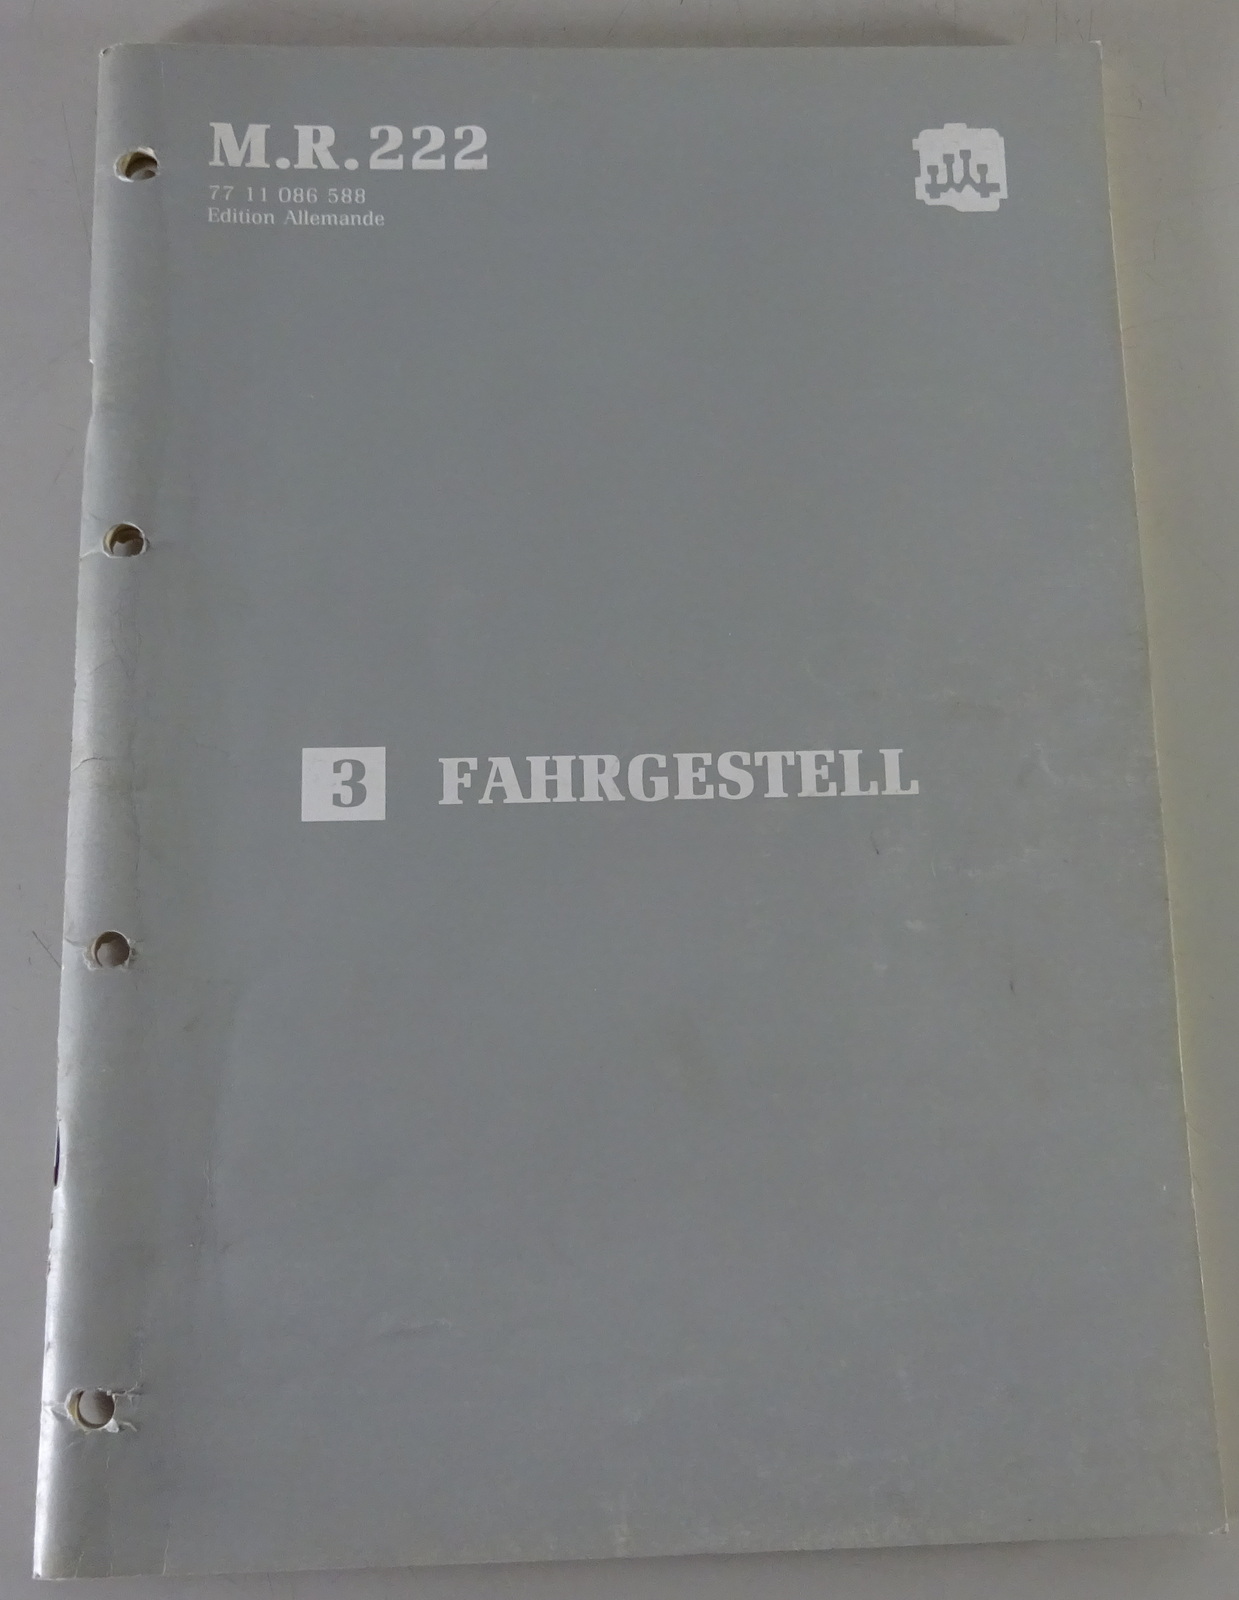 M.R.222
77 11 086 588
Edition Allemande
3 FAHRGESTELL